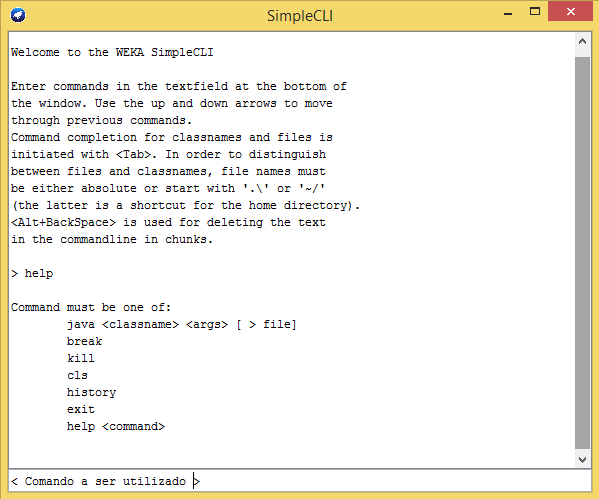 SimpleCLI
Welcome to the WEKA SimpleCLI
Enter commands in the textfield at the bottom of
the window. Use the up and down arrows to move
through previous commands.
Command completion for classnames and files is
initiated with <Tab>. In order to distinguish
between files and classnames, file names must
be either absolute or start with '.\' or '~/'
(the latter is a shortcut for the home directory).
<Alt+BackSpace> is used for deleting the text
in the commandline in chunks.
> help
Command must be one of:
java <classname> <args> [ > file]
break
kill
cls
history
exit
help <command>
< Comando a ser utilizado >